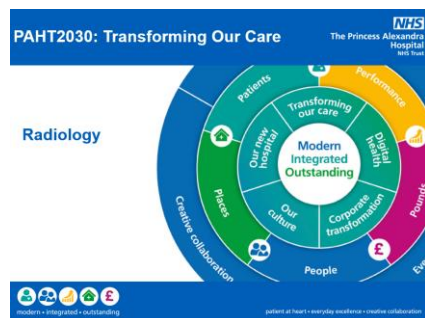 PAHT2030: Transforming Our Care
NHS
The Princess Alexandra
Hospital
NHS Trust
Radiology
Patients
Performance
Transforming
our care
Our new
hospital
Digital
health
Modern
Integrated
Outstanding
Places
Pounds
Our
culture
Corporate
transformation
Creative collaboration
People
Eve
£
£
modern • integrated • outstanding
patient at heart • everyday excellence • creative collaboration